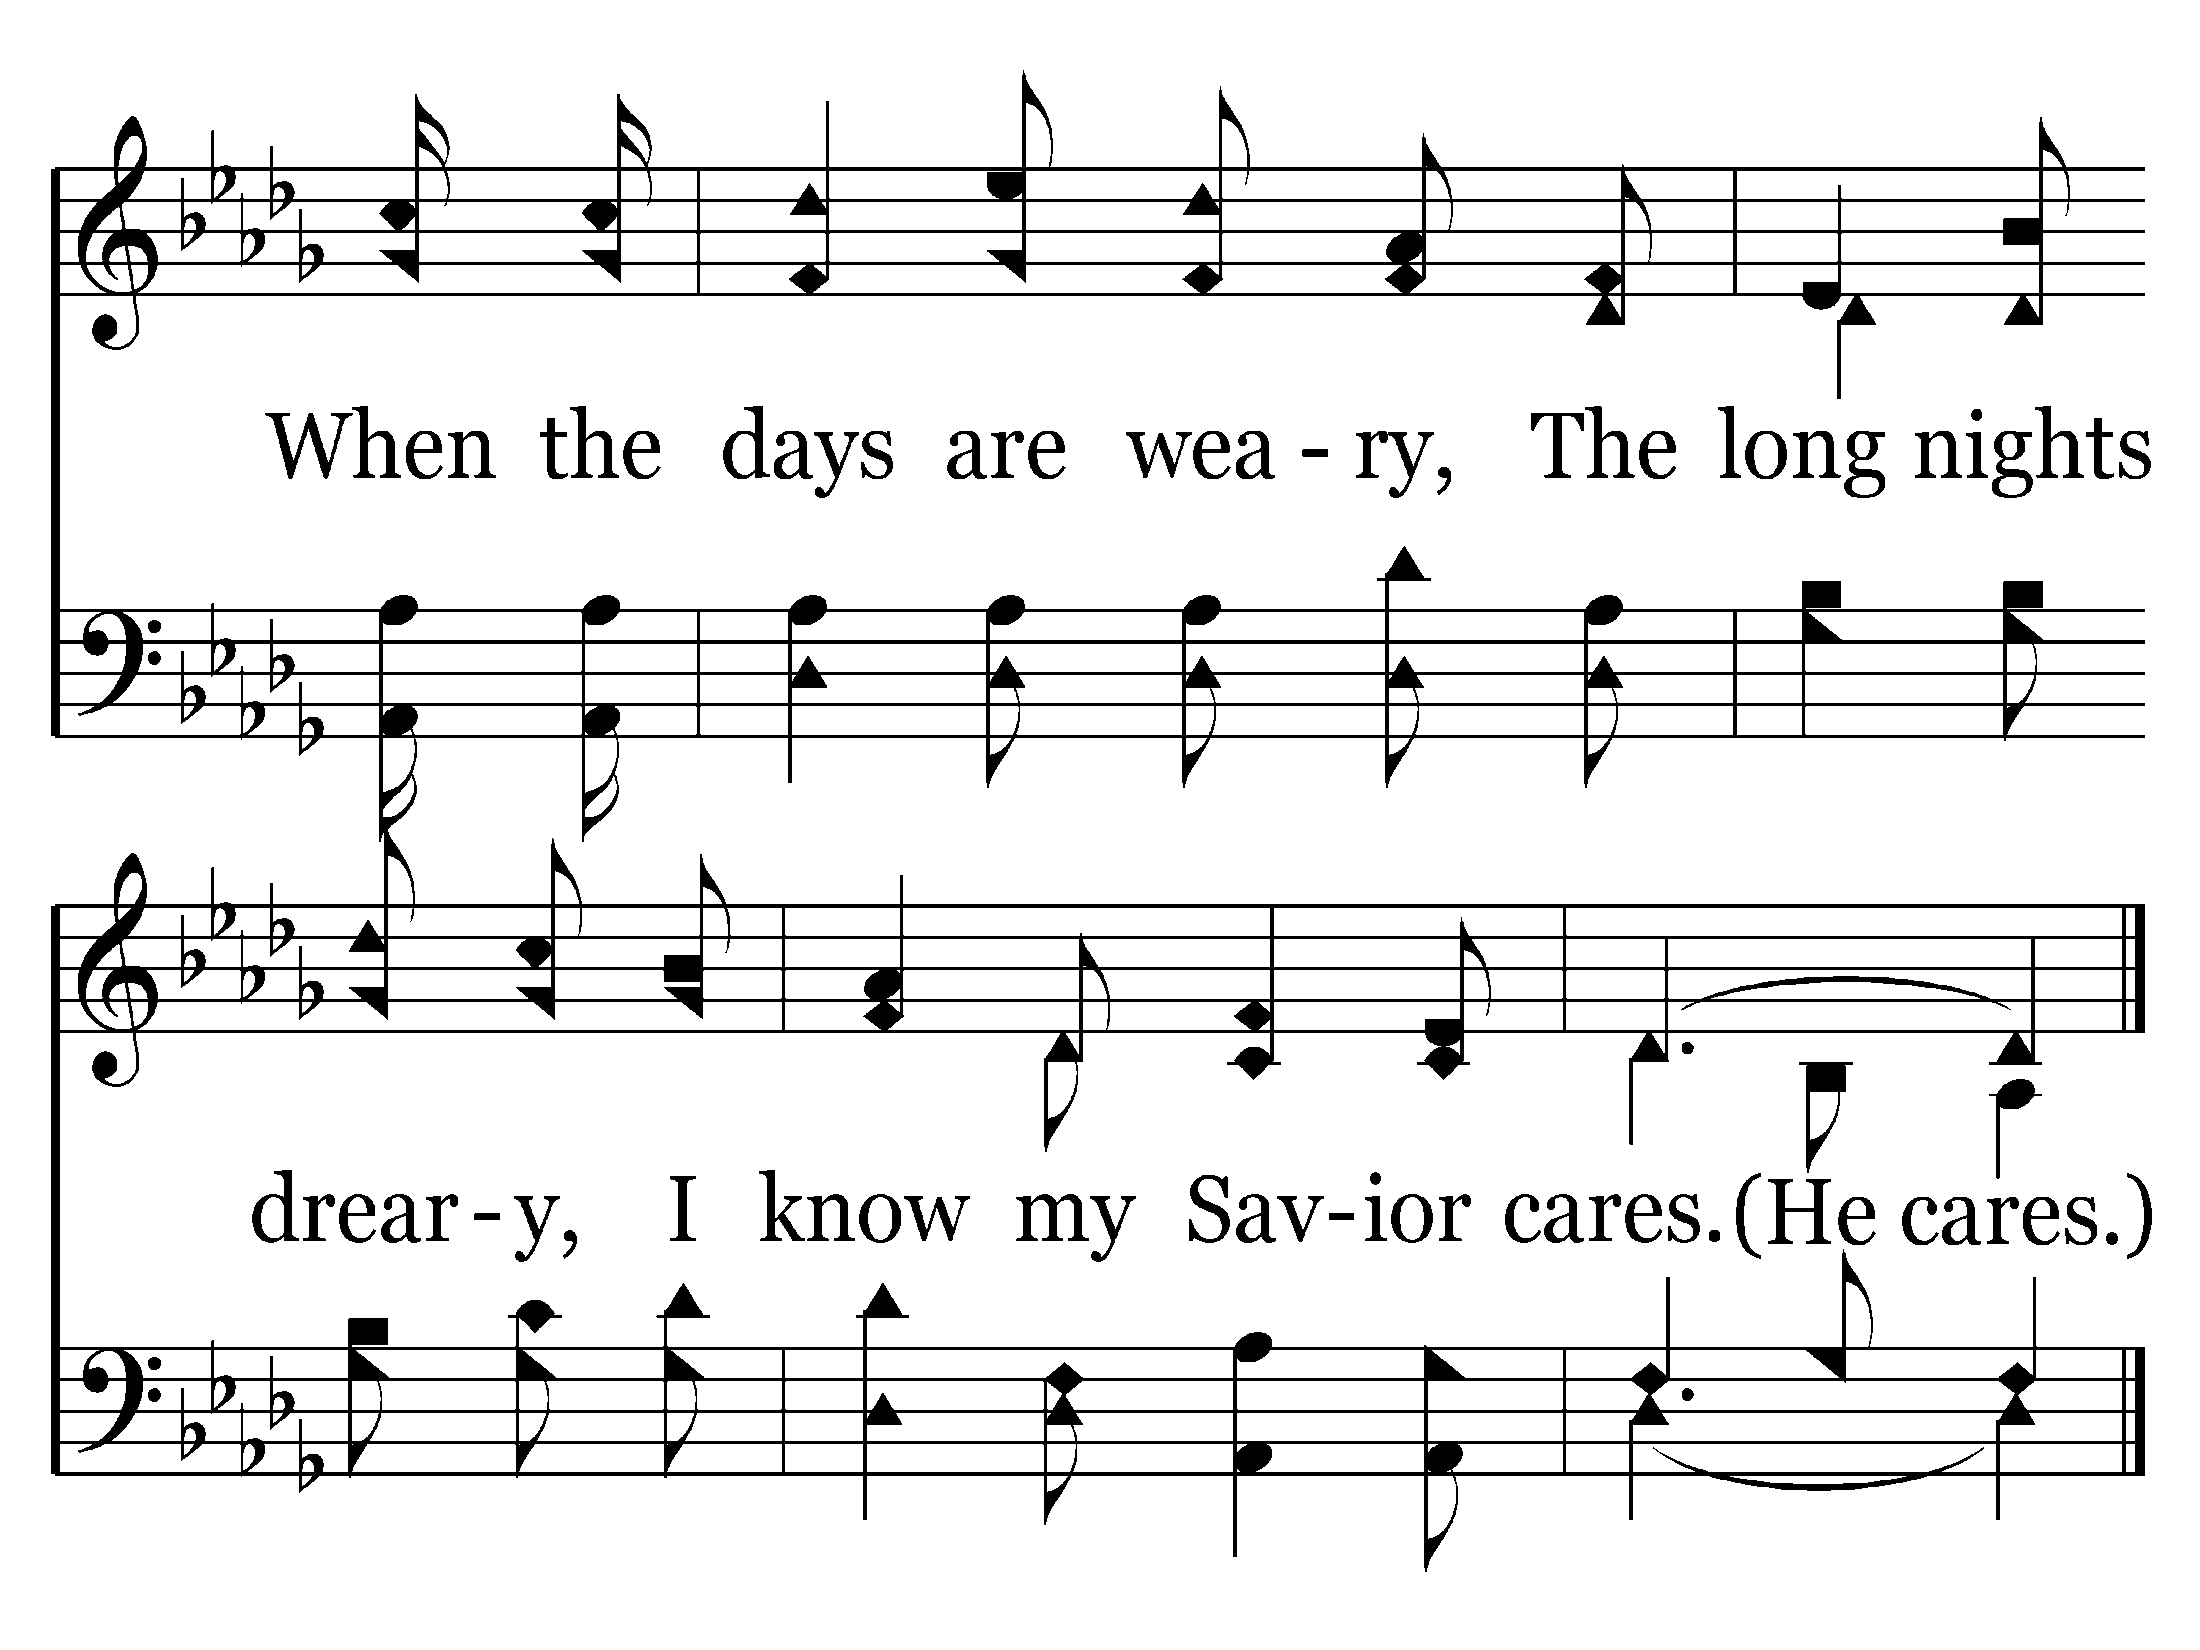 When the days are wea - ry, The long nights
drear - y, I know my Sav - ior cares. (He cares.)